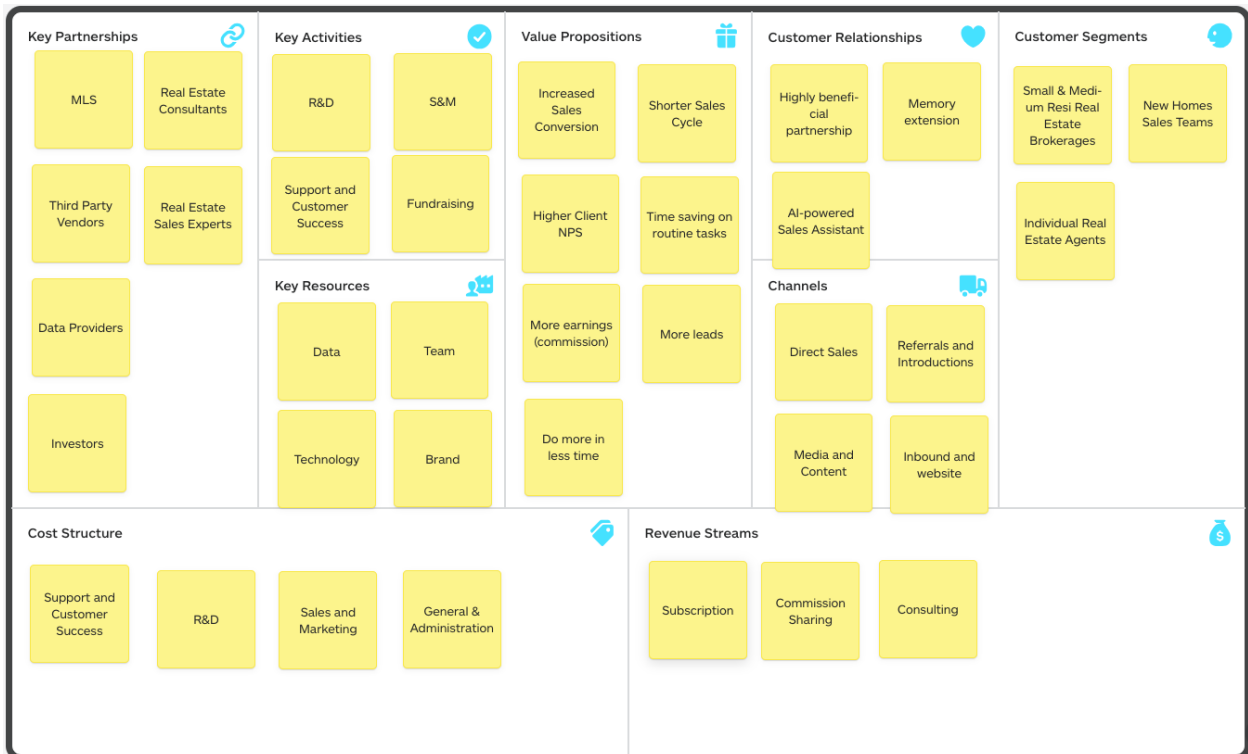 Key Partnerships
MLS
Real Estate
Consultants
Third Party
Vendors
Real Estate
Sales Experts
Data Providers
Investors
Key Activities
R&D
S&M
Support and
Customer
Success
Fundraising
Key Resources
Data
Team
Technology
Brand
Value Propositions
Increased
Sales
Conversion
Shorter Sales
Cycle
Higher Client
NPS
Time saving on
routine tasks
More earnings
(commission)
More leads
Do more in
less time
Customer Relationships
Highly benefi-
cial
partnership
Memory
extension
AI-powered
Sales Assistant
Channels
Direct Sales
Referrals and
Introductions
Media and
Content
Inbound and
website
Customer Segments
Small & Medi-
um Resi Real
Estate
Brokerages
New Homes
Sales Teams
Individual Real
Estate Agents
Cost Structure
Support and
Customer
Success
R&D
Sales and
Marketing
General &
Administration
Revenue Streams
$
Subscription
Commission
Sharing
Consulting